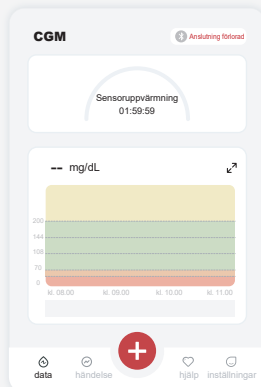 CGM
Anslutning förlorad
Sensoruppvärmning
01:59:59
-- mg/dL
200
144
108
70
0
kl. 08.00 kl. 09.00 kl. 10.00 kl. 11.00
data händelse hjälp inställningar